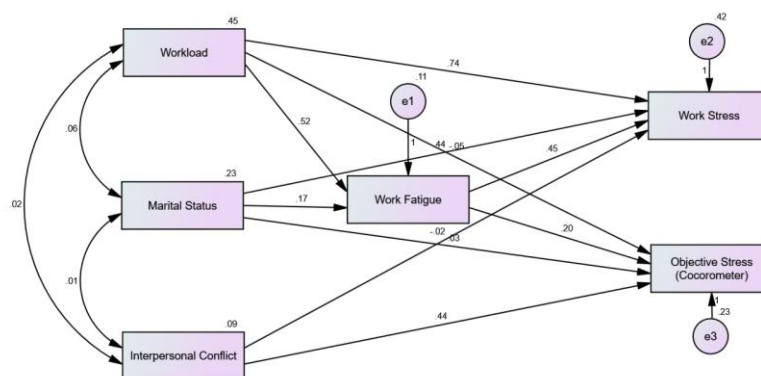 .45
.42
Workload
e2
.74
.11
1
e1
.52
Work Stress
.06
1
.44
-.05
.45
.23
Marital Status
.17
Work Fatigue
.02
-.02
.03
.20
.01
Objective Stress
(Cocorometer)
.09
.44
1
.23
Interpersonal Conflict
e3